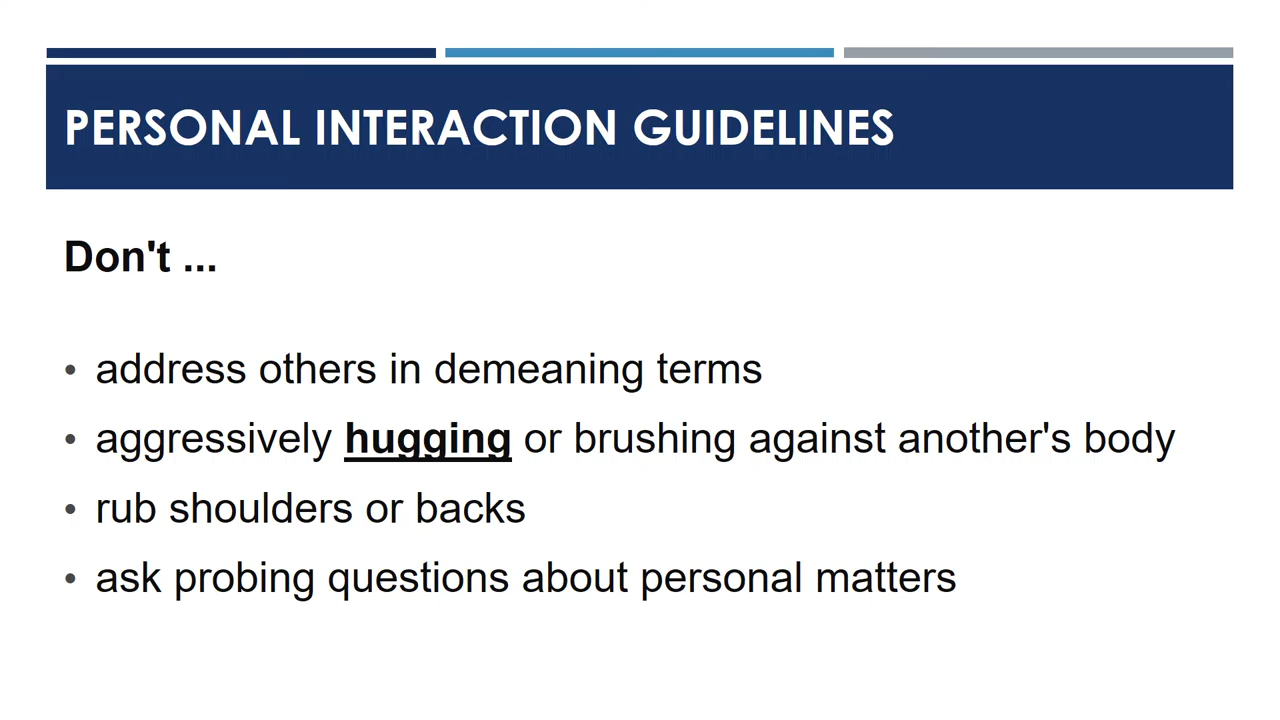 PERSONAL INTERACTION GUIDELINES
Don't ...
• address others in demeaning terms
• aggressively hugging or brushing against another's body
• rub shoulders or backs
• ask probing questions about personal matters